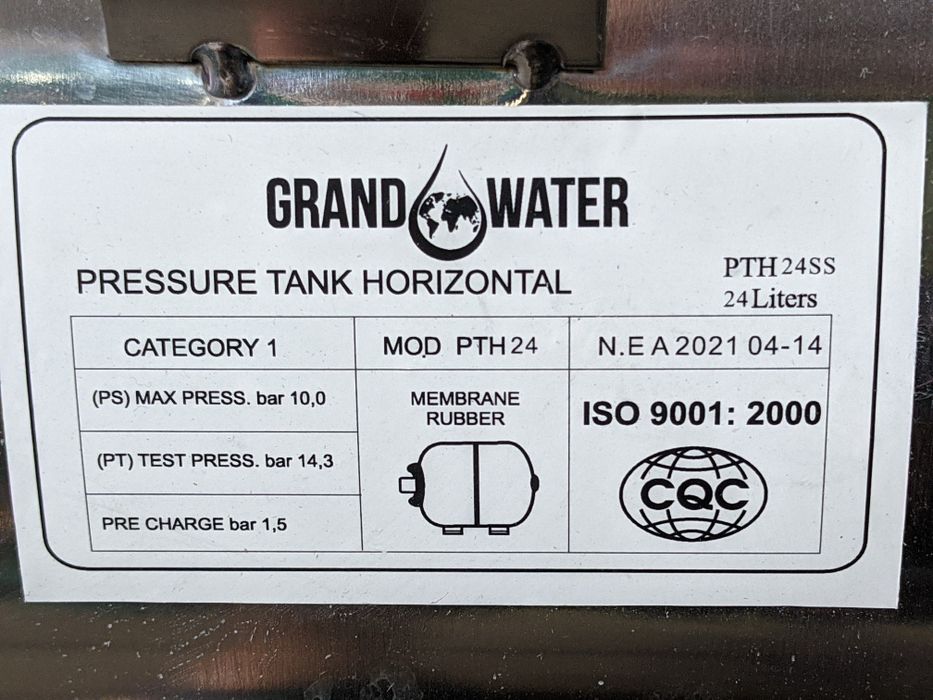 GRAND WATER
PRESSURE TANK HORIZONTAL
PTH 24SS
24 Liters
CATEGORY 1
MOD PTH 24
N.E A 2021 04-14
(PS) MAX PRESS. bar 10,0
(PT) TEST PRESS. bar 14,3
PRE CHARGE bar 1,5
MEMBRANE
RUBBER
ISO 9001: 2000
CQC